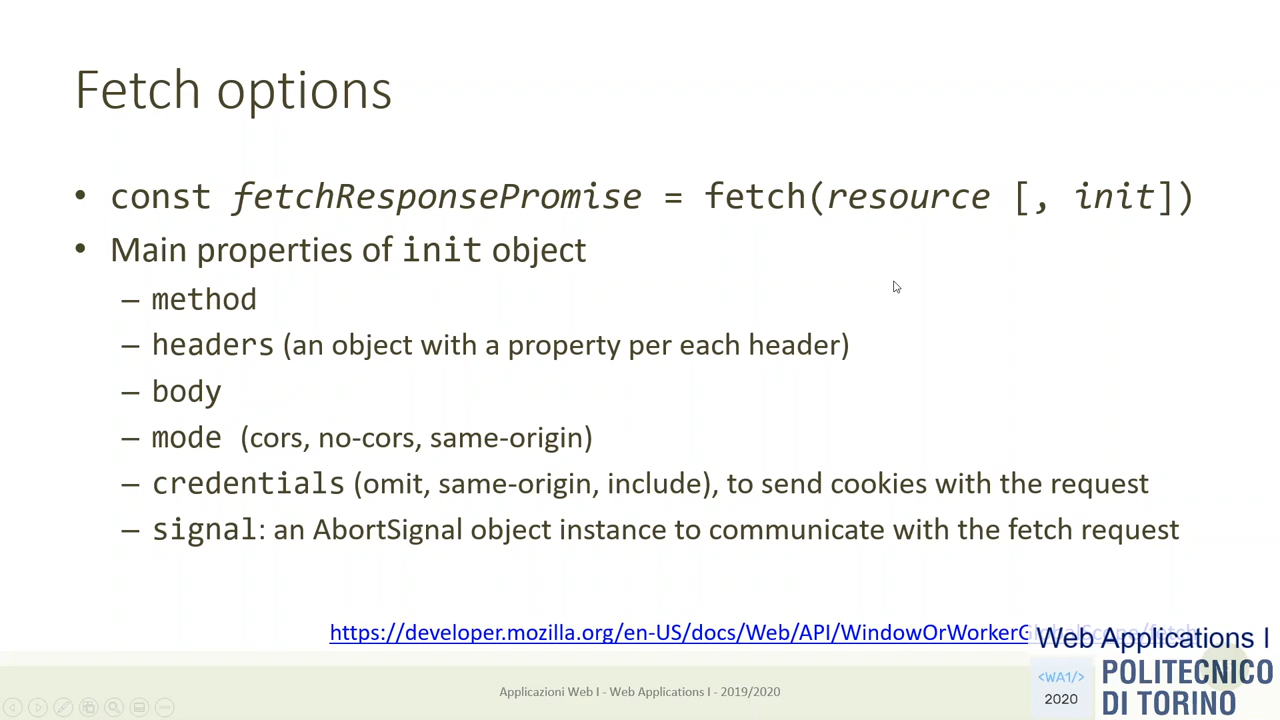 Fetch options
• const fetchResponsePromise = fetch(resource [, init])
• Main properties of init object
– method
– headers (an object with a property per each header)
– body
– mode (cors, no-cors, same-origin)
– credentials (omit, same-origin, include), to send cookies with the request
– signal: an AbortSignal object instance to communicate with the fetch request
https://developer.mozilla.org/en-US/docs/Web/API/WindowOrWorkerGlobalScope/fetch
Web Applications I
<WA1/>
2020
POLITECNICO
DI TORINO
Applicazioni Web I - Web Applications I - 2019/2020